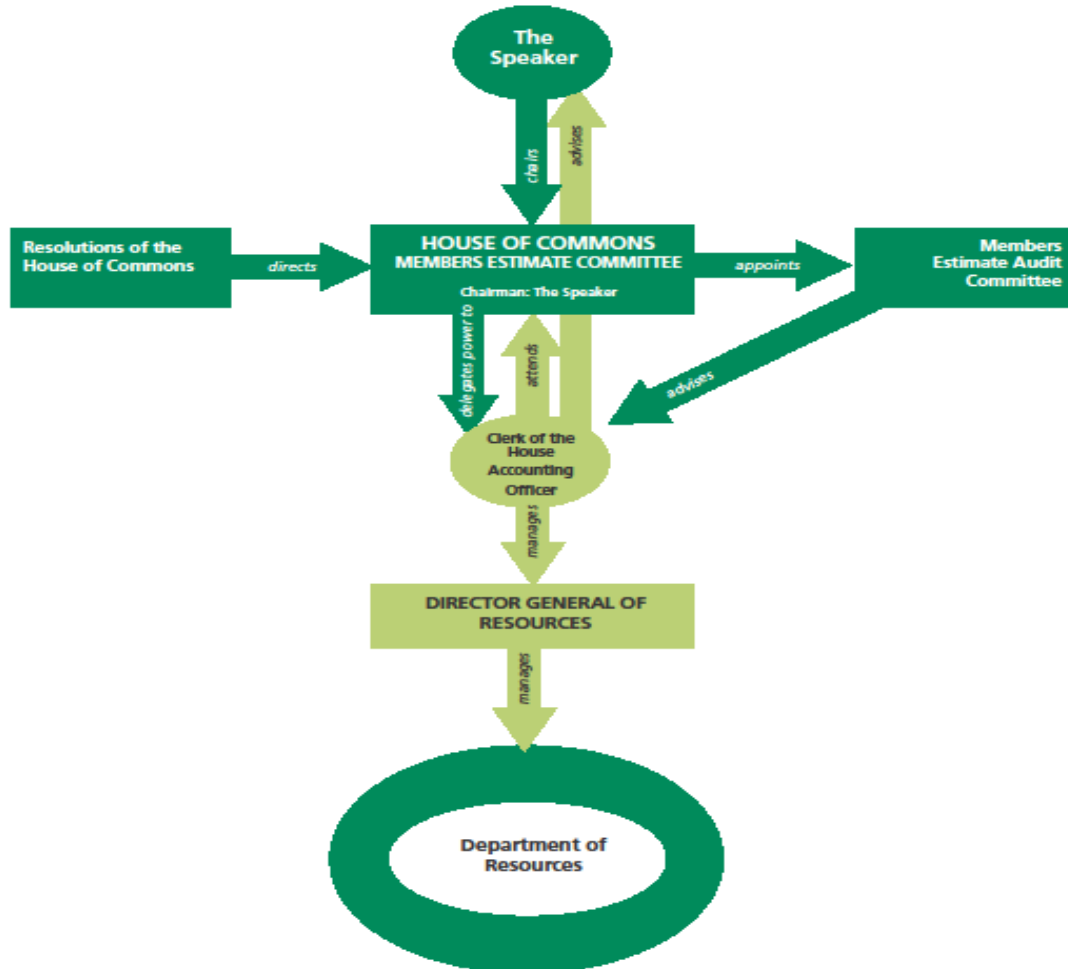 The
Speaker
chairs
advises
Resolutions of the
House of Commons
directs
HOUSE OF COMMONS
MEMBERS ESTIMATE COMMITTEE
Chairman: The Speaker
appoints
Members
Estimate Audit
Committee
delegates power to
attends
advises
Clerk of the
House
Accounting
Officer
manages
DIRECTOR GENERAL OF
RESOURCES
manages
Department of
Resources